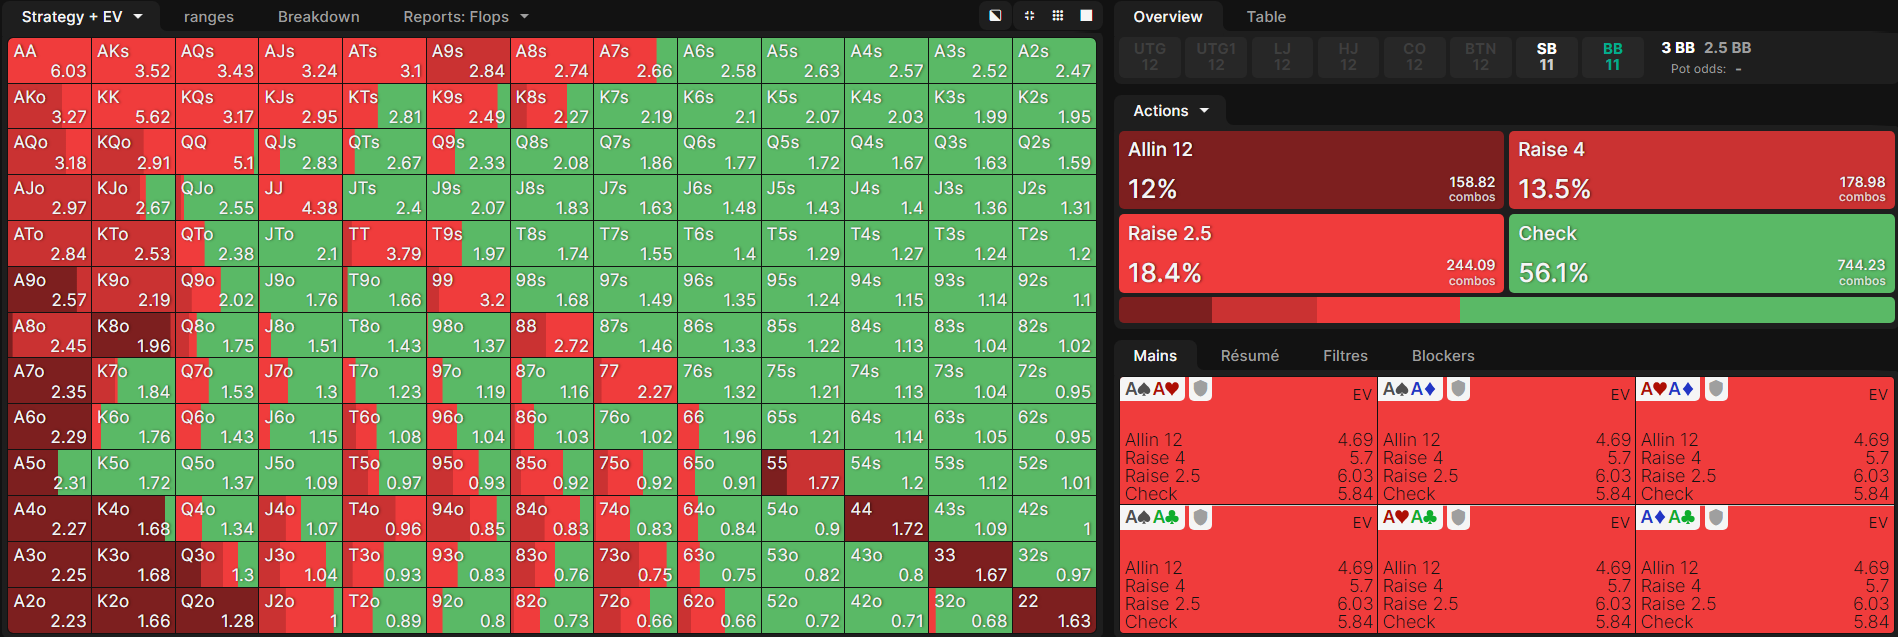 Strategy + EV ranges Breakdown Reports: Flops
AA 6.03 AKs 3.52 AQs 3.43 AJs 3.24 ATs 3.1 A9s 2.84 A8s 2.74 A7s 2.66 A6s 2.58 A5s 2.63 A4s 2.57 A3s 2.52 A2s 2.47
AKo 3.27 KK 5.62 KQs 3.17 KJs 2.95 KTs 2.81 K9s 2.49 K8s 2.27 K7s 2.19 K6s 2.1 K5s 2.07 K4s 2.03 K3s 1.99 K2s 1.95
AQo 3.18 KQo 2.91 QQ 5.1 QJs 2.83 QTs 2.67 Q9s 2.33 Q8s 2.08 Q7s 1.86 Q6s 1.77 Q5s 1.72 Q4s 1.67 Q3s 1.63 Q2s 1.59
AJo 2.97 KJo 2.67 QJo 2.55 JJ 4.38 JTs 2.4 J9s 2.07 J8s 1.83 J7s 1.63 J6s 1.48 J5s 1.43 J4s 1.4 J3s 1.36 J2s 1.31
ATo 2.84 KTo 2.53 QTo 2.38 JTo 2.1 TT 3.79 T9s 1.97 T8s 1.74 T7s 1.55 T6s 1.4 T5s 1.29 T4s 1.27 T3s 1.24 T2s 1.2
A9o 2.57 K9o 2.19 Q9o 2.02 J9o 1.76 T9o 1.66 99 3.2 98s 1.68 97s 1.49 96s 1.35 95s 1.24 94s 1.15 93s 1.14 92s 1.1
A8o 2.45 K8o 1.96 Q8o 1.75 J8o 1.51 T8o 1.43 98o 1.37 88 2.72 87s 1.46 86s 1.33 85s 1.22 84s 1.13 83s 1.04 82s 1.02
A7o 2.35 K7o 1.84 Q7o 1.53 J7o 1.3 T7o 1.23 97o 1.19 87o 1.16 77 2.27 76s 1.32 75s 1.21 74s 1.13 73s 1.04 72s 0.95
A6o 2.29 K6o 1.76 Q6o 1.43 J6o 1.15 T6o 1.08 96o 1.04 86o 1.03 76o 1.02 66 1.96 65s 1.21 64s 1.14 63s 1.05 62s 0.95
A5o 2.31 K5o 1.72 Q5o 1.37 J5o 1.09 T5o 0.97 95o 0.93 85o 0.92 75o 0.92 65o 0.91 55 1.77 54s 1.2 53s 1.12 52s 1.01
A4o 2.27 K4o 1.68 Q4o 1.34 J4o 1.07 T4o 0.96 94o 0.85 84o 0.83 74o 0.83 64o 0.84 54o 0.9 44 1.72 43s 1.09 42s 1
A3o 2.25 K3o 1.68 Q3o 1.3 J3o 1.04 T3o 0.93 93o 0.83 83o 0.76 73o 0.75 63o 0.75 53o 0.82 43o 0.8 33 1.67 32s 0.97
A2o 2.23 K2o 1.66 Q2o 1.28 J2o 1 T2o 0.89 92o 0.8 82o 0.73 72o 0.66 62o 0.66 52o 0.72 42o 0.71 32o 0.68 22 1.63
Overview Table
UTG UTG1 LJ HJ CO BTN SB BB 3 BB 2.5 BB
12 12 12 12 12 12 11 11 Pot odds: -
Actions
Allin 12 Raise 4
12% 158.82 combos 13.5% 178.98 combos
Raise 2.5 Check
18.4% 244.09 combos 56.1% 744.23 combos
Mains Résumé Filtres Blockers
A♠A♥ EV A♠A♦ EV A♥A♦ EV
Allin 12 4.69 Allin 12 4.69 Allin 12 4.69
Raise 4 5.7 Raise 4 5.7 Raise 4 5.7
Raise 2.5 6.03 Raise 2.5 6.03 Raise 2.5 6.03
Check 5.84 Check 5.84 Check 5.84
A♠A♣ EV A♥A♣ EV A♦A♣ EV
Allin 12 4.69 Allin 12 4.69 Allin 12 4.69
Raise 4 5.7 Raise 4 5.7 Raise 4 5.7
Raise 2.5 6.03 Raise 2.5 6.03 Raise 2.5 6.03
Check 5.84 Check 5.84 Check 5.84